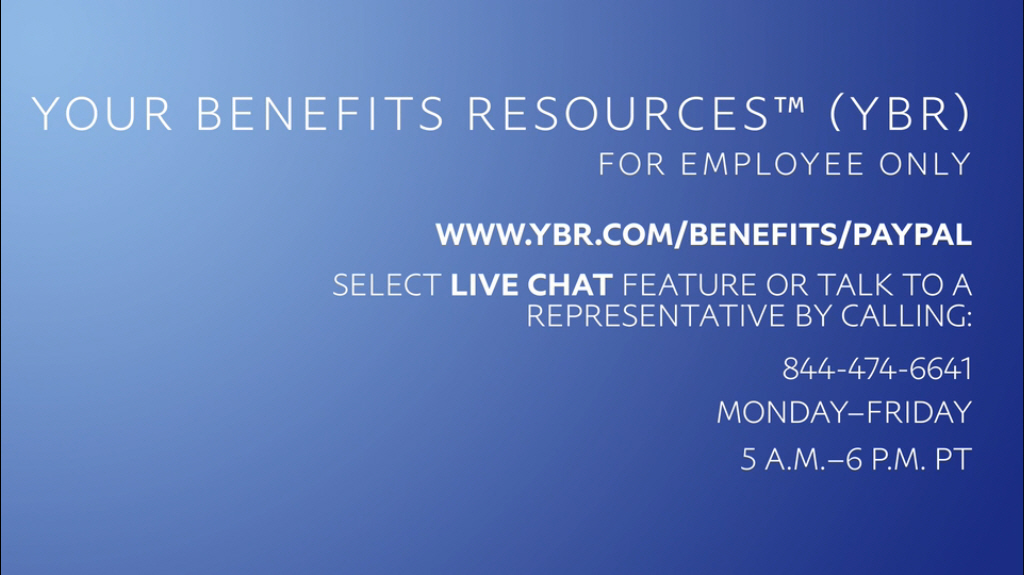 YOUR BENEFITS RESOURCES™ (YBR)
FOR EMPLOYEE ONLY
WWW.YBR.COM/BENEFITS/PAYPAL
SELECT LIVE CHAT FEATURE OR TALK TO A
REPRESENTATIVE BY CALLING:
844-474-6641
MONDAY–FRIDAY
5 A.M.–6 P.M. PT